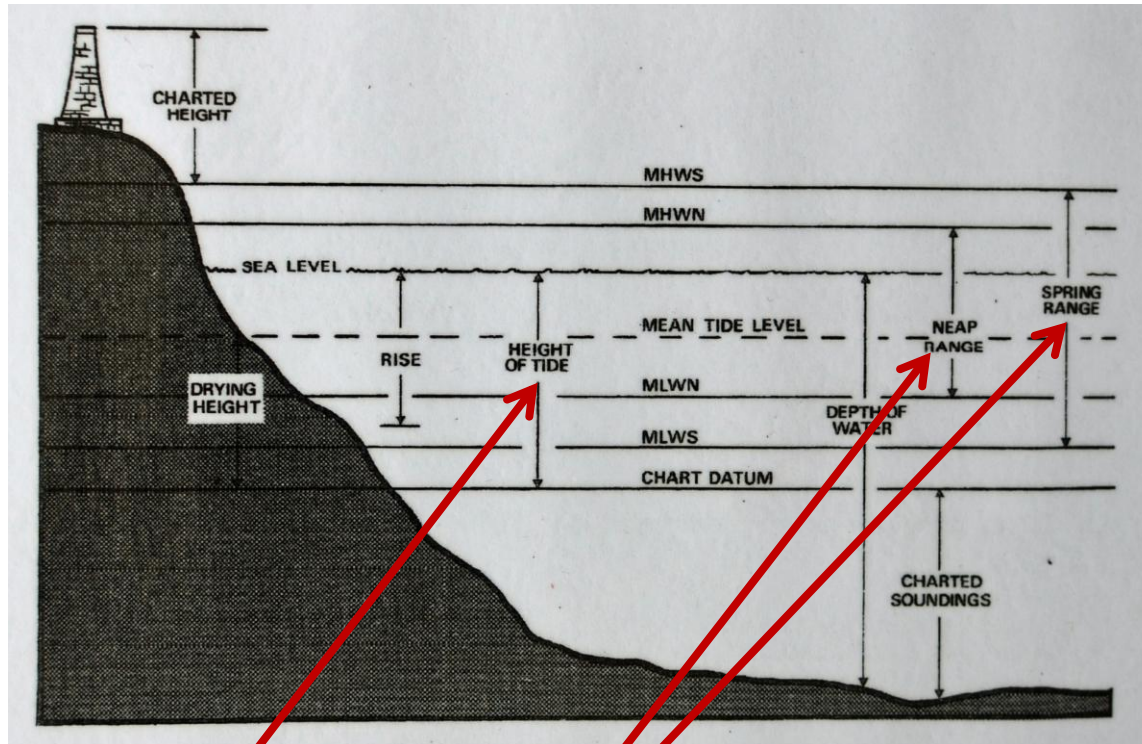 CHARTED
HEIGHT
MHWS
MHWN
SEA LEVEL
SPRING
RANGE
MEAN TIDE LEVEL
NEAP
RANGE
RISE
HEIGHT
OF TIDE
DRYING
HEIGHT
MLWN
DEPTH OF
WATER
MLWS
CHART DATUM
CHARTED
SOUNDINGS